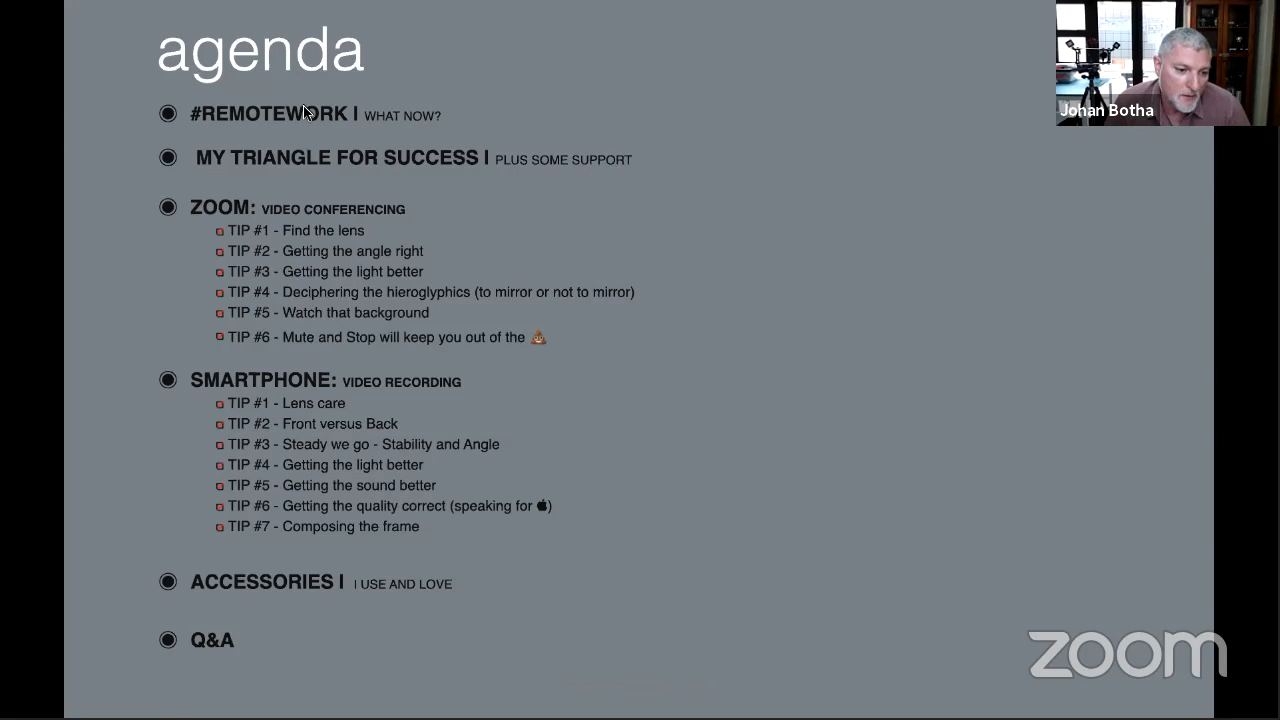 agenda
#REMOTEWORK | WHAT NOW?
MY TRIANGLE FOR SUCCESS | PLUS SOME SUPPORT
ZOOM: VIDEO CONFERENCING
TIP #1 - Find the lens
TIP #2 - Getting the angle right
TIP #3 - Getting the light better
TIP #4 - Deciphering the hieroglyphics (to mirror or not to mirror)
TIP #5 - Watch that background
TIP #6 - Mute and Stop will keep you out of the 💩
SMARTPHONE: VIDEO RECORDING
TIP #1 - Lens care
TIP #2 - Front versus Back
TIP #3 - Steady we go - Stability and Angle
TIP #4 - Getting the light better
TIP #5 - Getting the sound better
TIP #6 - Getting the quality correct (speaking for )
TIP #7 - Composing the frame
ACCESSORIES | I USE AND LOVE
Q&A
Johan Botha
zoom